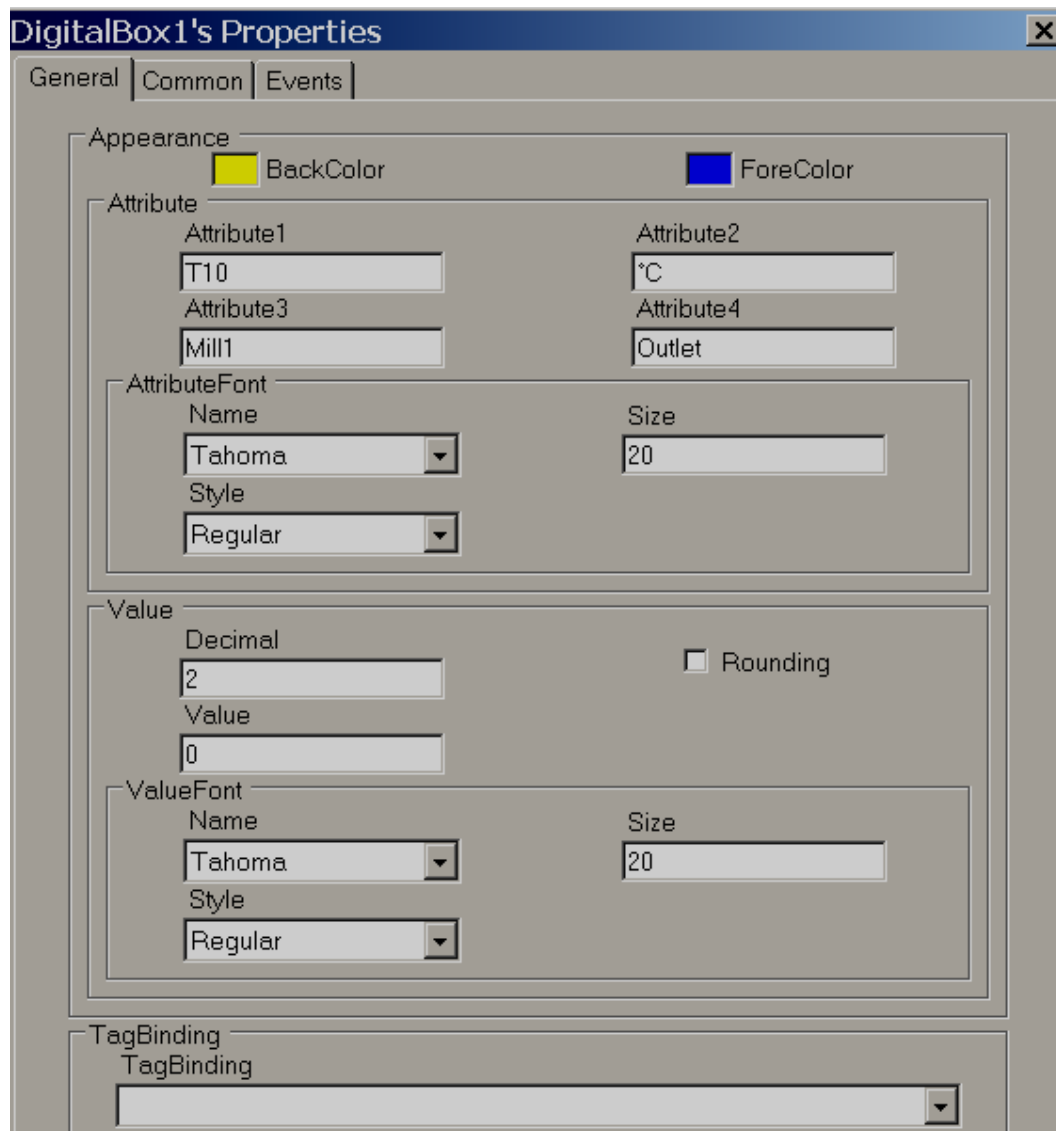 DigitalBox1's Properties
General Common Events
Appearance
BackColor ForeColor
Attribute
Attribute1 Attribute2
T10 °C
Attribute3 Attribute4
Mill1 Outlet
AttributeFont
Name Size
Tahoma 20
Style
Regular
Value
Decimal
2 Rounding
Value
0
ValueFont
Name Size
Tahoma 20
Style
Regular
TagBinding
TagBinding